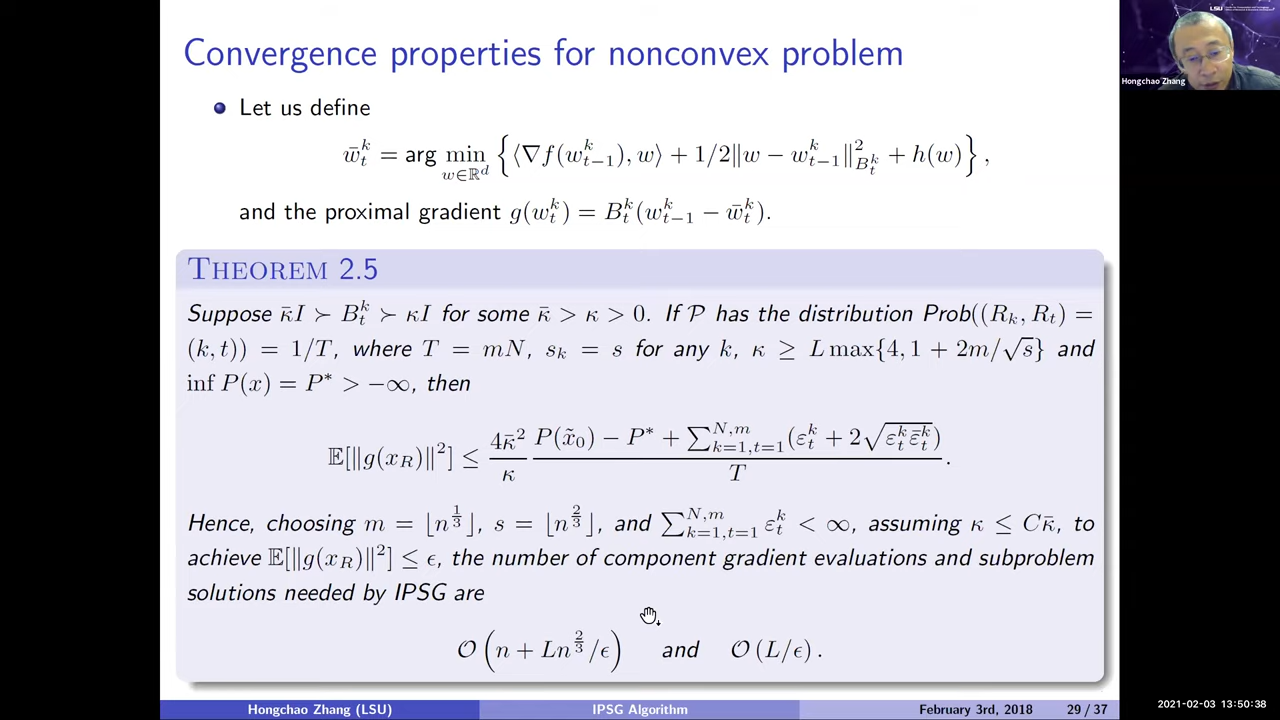 Convergence properties for nonconvex problem
LSU
Hongchao Zhang
Let us define
w̄_t^k = arg min_{w∈ℝ^d} { ⟨∇f(w_{t−1}^k), w⟩ + 1/2‖w − w_{t−1}^k‖²_{B_t^k} + h(w) },
and the proximal gradient g(w_t^k) = B_t^k(w_{t−1}^k − w̄_t^k).
THEOREM 2.5
Suppose κ̄I ≻ B_t^k ≻ κI for some κ̄ > κ > 0. If 𝒫 has the distribution Prob((R_k, R_t) =
(k, t)) = 1/T, where T = mN, s_k = s for any k, κ ≥ L max{4, 1 + 2m/√s} and
inf P(x) = P* > −∞, then
𝔼[‖g(x_R)‖²] ≤ \frac{4κ̄²}{κ} \frac{P(x̃_0) − P* + ∑_{k=1,t=1}^{N,m}(ε_t^k + 2√{ε_t^k ε̄_t^k})}{T}.
Hence, choosing m = ⌊n^{1/3}⌋, s = ⌊n^{2/3}⌋, and ∑_{k=1,t=1}^{N,m} ε_t^k < ∞, assuming κ ≤ Cκ̄, to
achieve 𝔼[‖g(x_R)‖²] ≤ ϵ, the number of component gradient evaluations and subproblem
solutions needed by IPSG are
𝒪(n + Ln^{2/3}/ϵ) and 𝒪(L/ϵ).
Hongchao Zhang (LSU) IPSG Algorithm February 3rd, 2018 29 / 37
2021-02-03 13:50:38